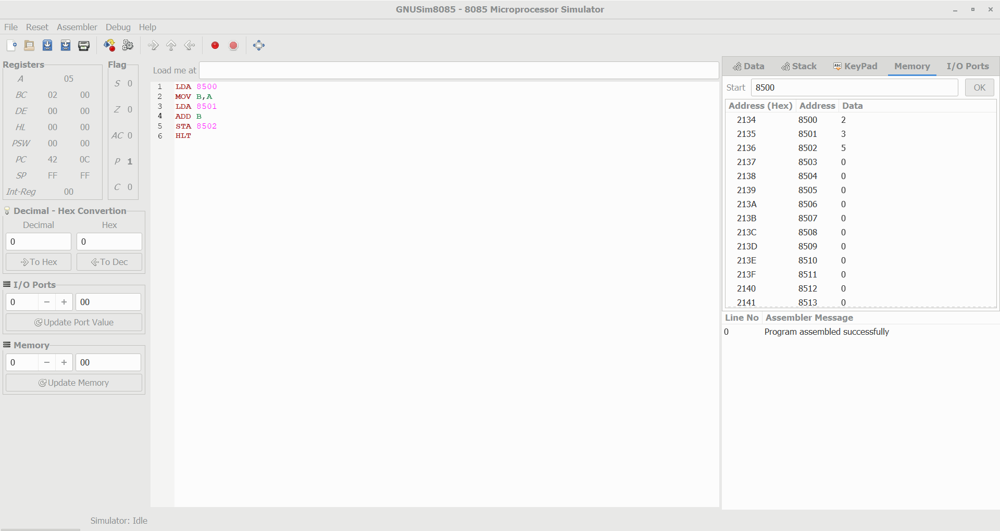 GNUSim8085 - 8085 Microprocessor Simulator
File Reset Assembler Debug Help
Registers
A 05
BC 02 00
DE 00 00
HL 00 00
PSW 00 00
PC 42 0C
SP FF FF
Int-Reg 00
Flag
S 0
Z 0
AC 0
P 1
C 0
Decimal - Hex Convertion
Decimal Hex
0 0
To Hex To Dec
I/O Ports
0 − + 00
Update Port Value
Memory
0 − + 00
Update Memory
Load me at
1 LDA 8500
2 MOV B,A
3 LDA 8501
4 ADD B
5 STA 8502
6 HLT
Data Stack Abc KeyPad Memory I/O Ports
Start 8500 OK
Address (Hex) Address Data
2134 8500 2
2135 8501 3
2136 8502 5
2137 8503 0
2138 8504 0
2139 8505 0
213A 8506 0
213B 8507 0
213C 8508 0
213D 8509 0
213E 8510 0
213F 8511 0
2140 8512 0
2141 8513 0
Line No Assembler Message
0 Program assembled successfully
Simulator: Idle